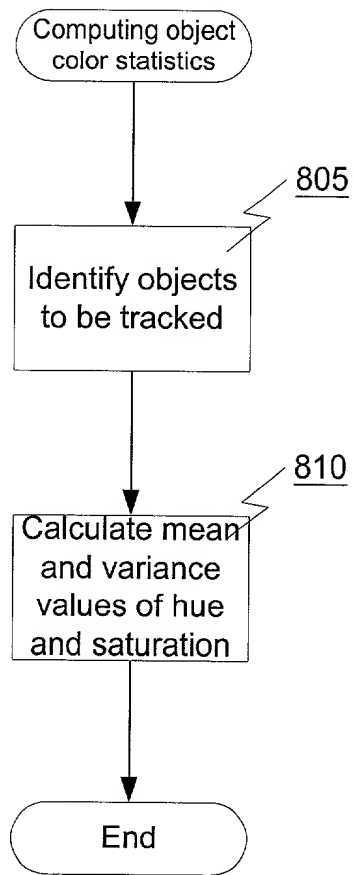 Computing object
color statistics
805
Identify objects
to be tracked
810
Calculate mean
and variance
values of hue
and saturation
End